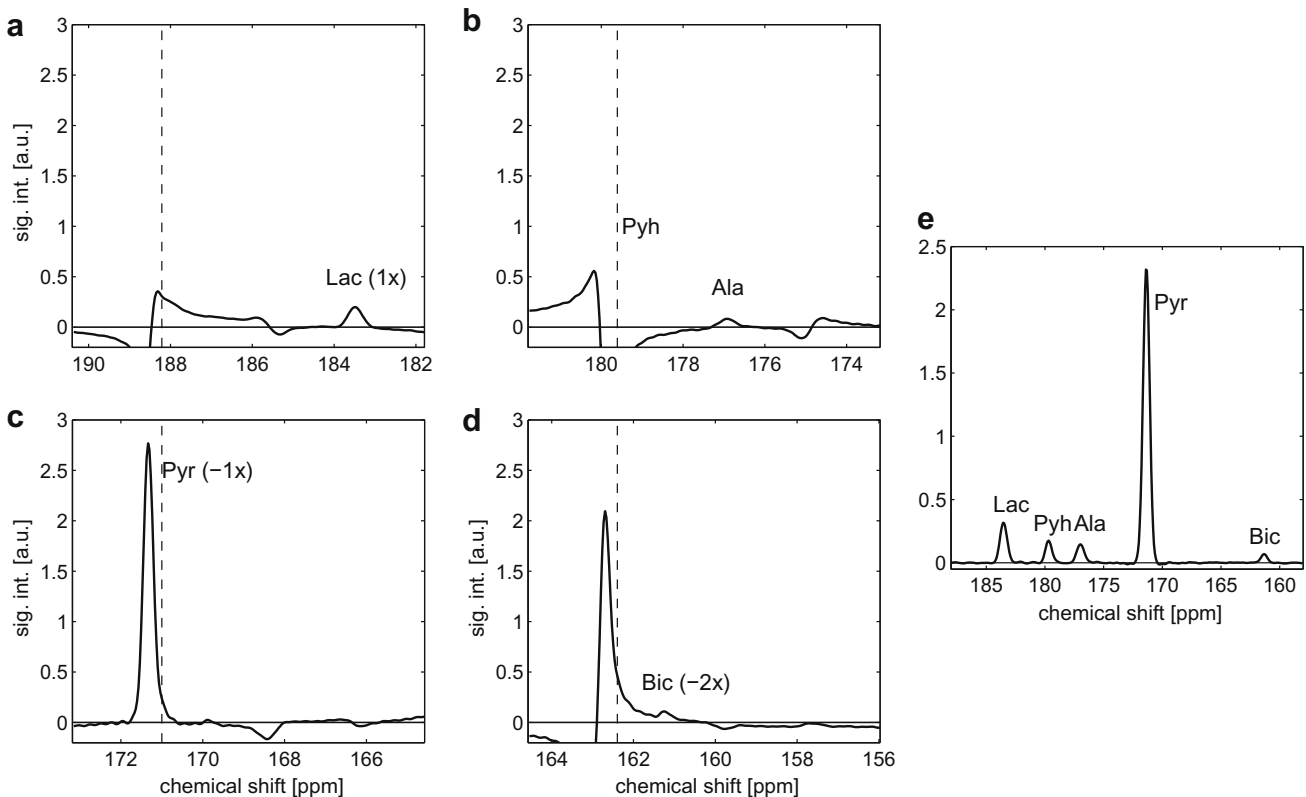 a
3
2.5
2
1.5
1
0.5
0
sig. int. [a.u.]
Lac (1x)
190 188 186 184 182
b
3
2.5
2
1.5
1
0.5
0
Pyh
Ala
180 178 176 174
c
3
2.5
2
1.5
1
0.5
0
sig. int. [a.u.]
Pyr (−1x)
172 170 168 166
chemical shift [ppm]
d
3
2.5
2
1.5
1
0.5
0
sig. int. [a.u.]
Bic (−2x)
164 162 160 158 156
chemical shift [ppm]
e
2.5
2
1.5
1
0.5
0
Pyr
Lac
Pyh Ala
Bic
185 180 175 170 165 160
chemical shift [ppm]